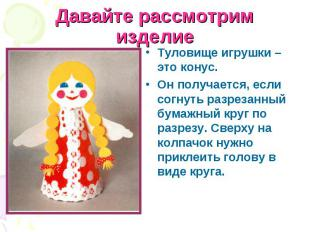 Давайте рассмотрим
изделие
• Туловище игрушки –
это конус.
• Он получается, если
согнуть разрезанный
бумажный круг по
разрезу. Сверху на
колпачок нужно
приклеить голову в
виде круга.